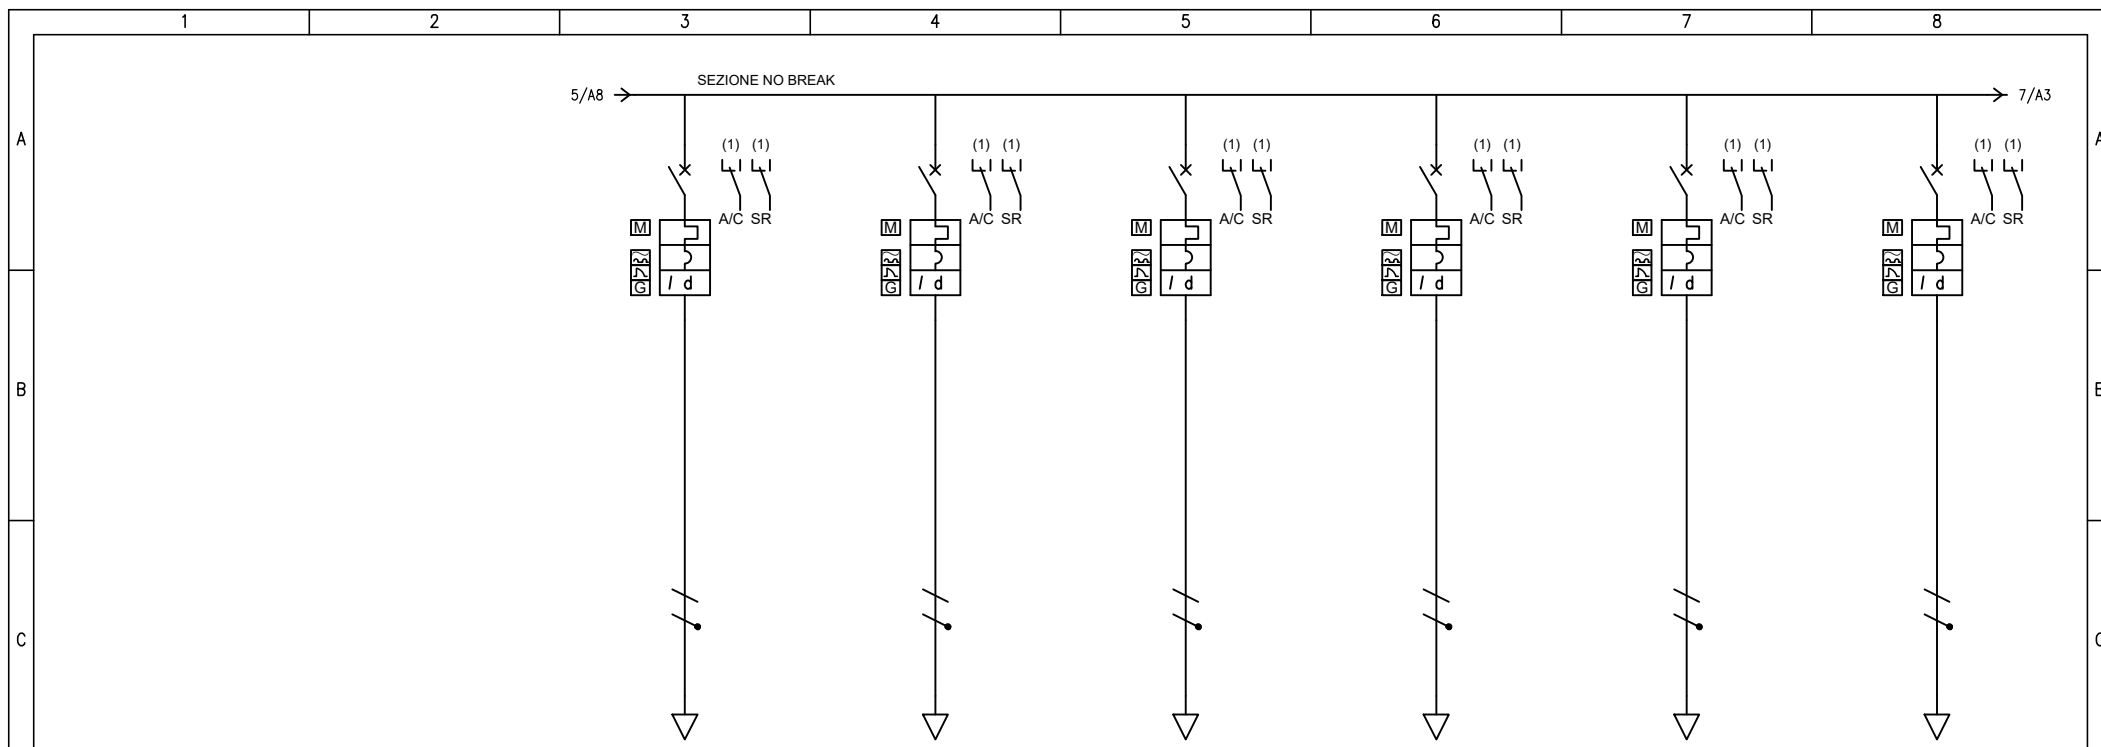 1 2 3 4 5 6 7 8
SEZIONE NO BREAK
5/A8 7/A3
A A
(1) (1) (1) (1) (1) (1) (1) (1) (1) (1) (1) (1)
A/C SR A/C SR A/C SR A/C SR A/C SR A/C SR
M M M M M M
G I d G I d G I d G I d G I d G I d
B
C